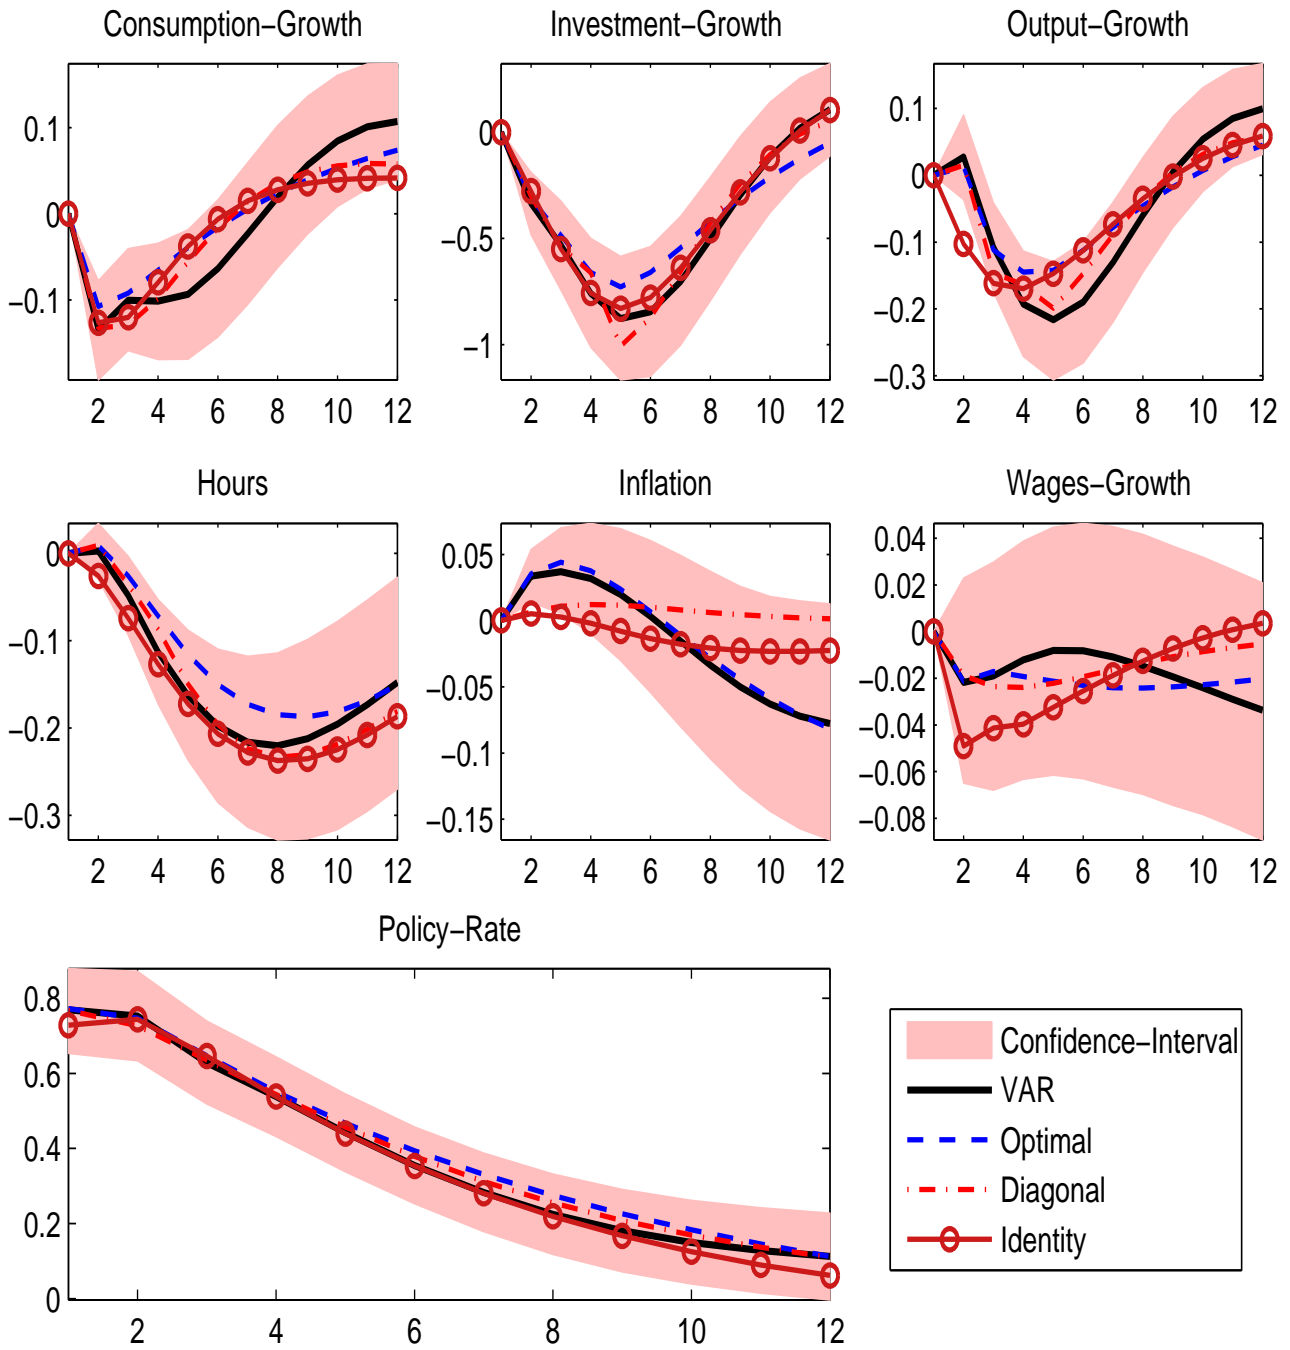 Consumption–Growth
Investment–Growth
Output–Growth
0.1
0
−0.1
2 4 6 8 10 12
0
−0.5
−1
2 4 6 8 10 12
0.1
0
−0.1
−0.2
−0.3
2 4 6 8 10 12
Hours
Inflation
Wages–Growth
0
−0.1
−0.2
−0.3
2 4 6 8 10 12
0.05
0
−0.05
−0.1
−0.15
2 4 6 8 10 12
0.04
0.02
0
−0.02
−0.04
−0.06
−0.08
2 4 6 8 10 12
Policy–Rate
0.8
0.6
0.4
0.2
0
2 4 6 8 10 12
Confidence–Interval
VAR
Optimal
Diagonal
Identity